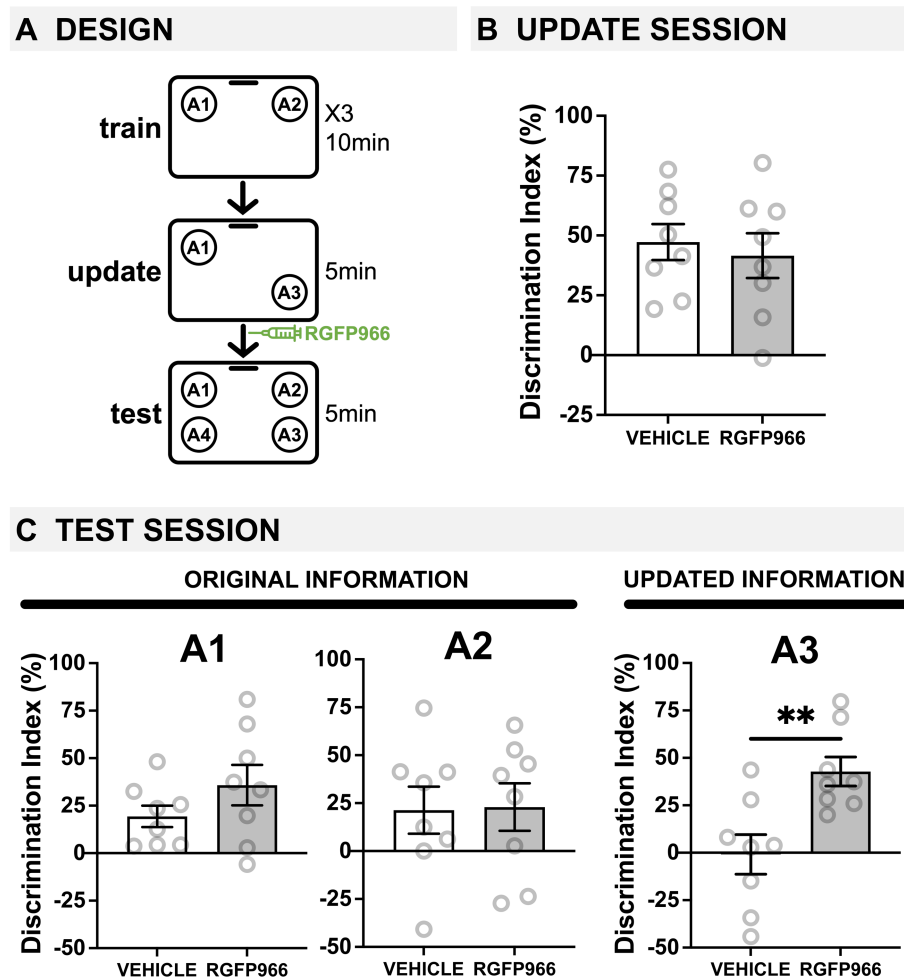 A DESIGN
train
A1 A2
X3
10min
update
A1
A3
5min
RGFP966
test
A1 A2
A4 A3
5min
B UPDATE SESSION
Discrimination Index (%)
100
75
50
25
0
-25
VEHICLE RGFP966
C TEST SESSION
ORIGINAL INFORMATION
A1
Discrimination Index (%)
100
75
50
25
0
-25
-50
VEHICLE RGFP966
A2
100
75
50
25
0
-25
-50
VEHICLE RGFP966
UPDATED INFORMATION
A3
Discrimination Index (%)
100
75
50
25
0
-25
-50
**
VEHICLE RGFP966